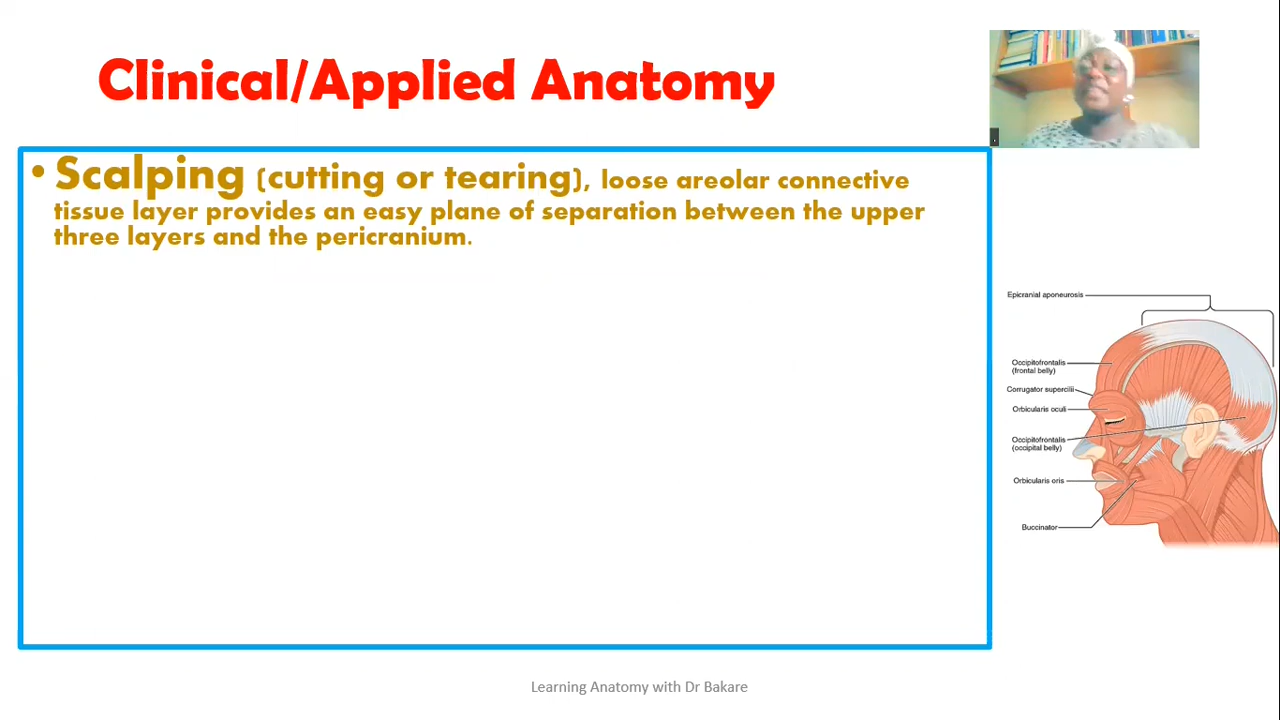 Clinical/Applied Anatomy
• Scalping (cutting or tearing), loose areolar connective
tissue layer provides an easy plane of separation between the upper
three layers and the pericranium.
Epicranial aponeurosis
Occipitofrontalis
(frontal belly)
Corrugator supercilii
Orbicularis oculi
Occipitofrontalis
(occipital belly)
Orbicularis oris
Buccinator
Learning Anatomy with Dr Bakare